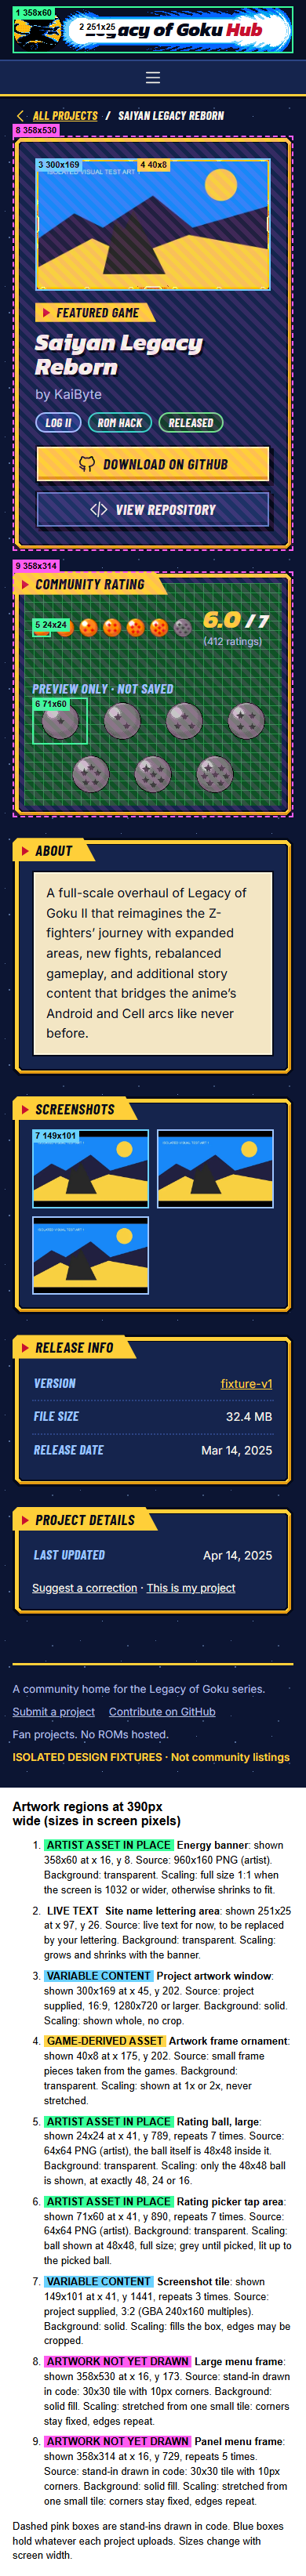 1 358x60
2 251x25
acy of Goku Hub
ALL PROJECTS / SAIYAN LEGACY REBORN
8 358x530
3 300x169
4 40x8
ISOLATED VISUAL TEST ART
FEATURED GAME
Saiyan Legacy
Reborn
by KaiByte
LOG II
ROM HACK
RELEASED
DOWNLOAD ON GITHUB
VIEW REPOSITORY
9 358x314
COMMUNITY RATING
5 24x24
6.0 / 7
(412 ratings)
PREVIEW ONLY · NOT SAVED
6 71x60
ABOUT
A full-scale overhaul of Legacy of
Goku II that reimagines the Z-
fighters’ journey with expanded
areas, new fights, rebalanced
gameplay, and additional story
content that bridges the anime’s
Android and Cell arcs like never
before.
SCREENSHOTS
7 149x101
ISOLATED VISUAL TEST ART
ISOLATED VISUAL TEST ART
RELEASE INFO
VERSION fixture-v1
FILE SIZE 32.4 MB
RELEASE DATE Mar 14, 2025
PROJECT DETAILS
LAST UPDATED Apr 14, 2025
Suggest a correction · This is my project
A community home for the Legacy of Goku series.
Submit a project Contribute on GitHub
Fan projects. No ROMs hosted.
ISOLATED DESIGN FIXTURES · Not community listings
Artwork regions at 390px
wide (sizes in screen pixels)
1. ARTIST ASSET IN PLACE Energy banner: shown
358x60 at x 16, y 8. Source: 960x160 PNG (artist).
Background: transparent. Scaling: full size 1:1 when
the screen is 1032 or wider, otherwise shrinks to fit.
2. LIVE TEXT Site name lettering area: shown 251x25
at x 97, y 26. Source: live text for now, to be replaced
by your lettering. Background: transparent. Scaling:
grows and shrinks with the banner.
3. VARIABLE CONTENT Project artwork window:
shown 300x169 at x 45, y 202. Source: project
supplied, 16:9, 1280x720 or larger. Background: solid.
Scaling: shown whole, no crop.
4. GAME-DERIVED ASSET Artwork frame ornament:
shown 40x8 at x 175, y 202. Source: small frame
pieces taken from the games. Background:
transparent. Scaling: shown at 1x or 2x, never
stretched.
5. ARTIST ASSET IN PLACE Rating ball, large:
shown 24x24 at x 41, y 789, repeats 7 times. Source:
64x64 PNG (artist), the ball itself is 48x48 inside it.
Background: transparent. Scaling: only the 48x48 ball
is shown, at exactly 48, 24 or 16.
6. ARTIST ASSET IN PLACE Rating picker tap area:
shown 71x60 at x 41, y 890, repeats 7 times. Source:
64x64 PNG (artist). Background: transparent. Scaling:
ball shown at 48x48, full size; grey until picked, lit up to
the picked ball.
7. VARIABLE CONTENT Screenshot tile: shown
149x101 at x 41, y 1441, repeats 3 times. Source:
project supplied, 3:2 (GBA 240x160 multiples).
Background: solid. Scaling: fills the box, edges may be
cropped.
8. ARTWORK NOT YET DRAWN Large menu frame:
shown 358x530 at x 16, y 173. Source: stand-in drawn
in code: 30x30 tile with 10px corners. Background:
solid fill. Scaling: stretched from one small tile: corners
stay fixed, edges repeat.
9. ARTWORK NOT YET DRAWN Panel menu frame:
shown 358x314 at x 16, y 729, repeats 5 times.
Source: stand-in drawn in code: 30x30 tile with 10px
corners. Background: solid fill. Scaling: stretched from
one small tile: corners stay fixed, edges repeat.
Dashed pink boxes are stand-ins drawn in code. Blue boxes
hold whatever each project uploads. Sizes change with
screen width.